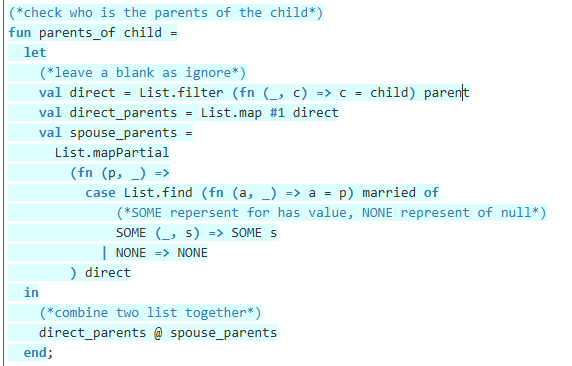 (*check who is the parents of the child*)
fun parents_of child =
  let
    (*leave a blank as ignore*)
    val direct = List.filter (fn (_, c) => c = child) parent
    val direct_parents = List.map #1 direct
    val spouse_parents =
      List.mapPartial
        (fn (p, _) =>
          case List.find (fn (a, _) => a = p) married of
              (*SOME repersent for has value, NONE represent of null*)
              SOME (_, s) => SOME s
            | NONE => NONE
        ) direct
  in
    (*combine two list together*)
    direct_parents @ spouse_parents
  end;